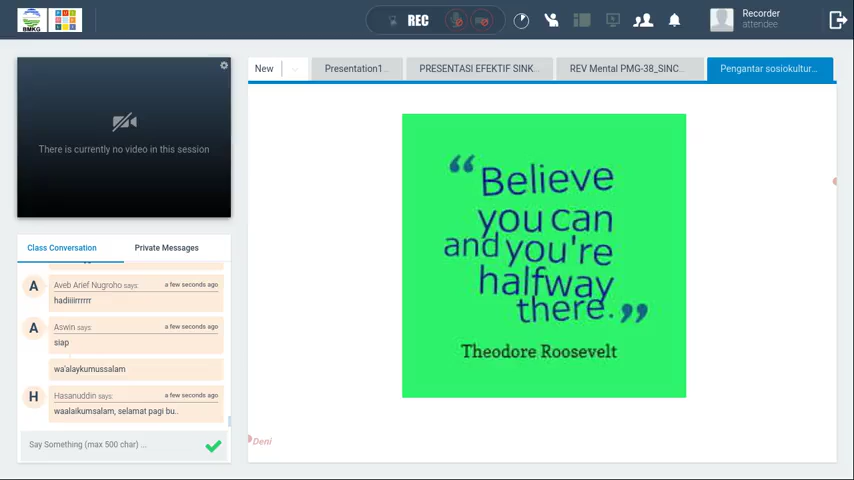 BMKG
REC
Recorder
attendee
There is currently no video in this session
New
Presentation1...
PRESENTASI EFEKTIF SINK...
REV Mental PMG-38_SINC...
Pengantar sosiokultur...
“Believe
you can
and you're
halfway
there.”
Theodore Roosevelt
Deni
Class Conversation
Private Messages
A
Aveb Arief Nugroho says:
a few seconds ago
hadiiiirrrrrr
A
Aswin says:
a few seconds ago
siap
wa'alaykumussalam
H
Hasanuddin says:
a few seconds ago
waalaikumsalam, selamat pagi bu..
Say Something (max 500 char) ...